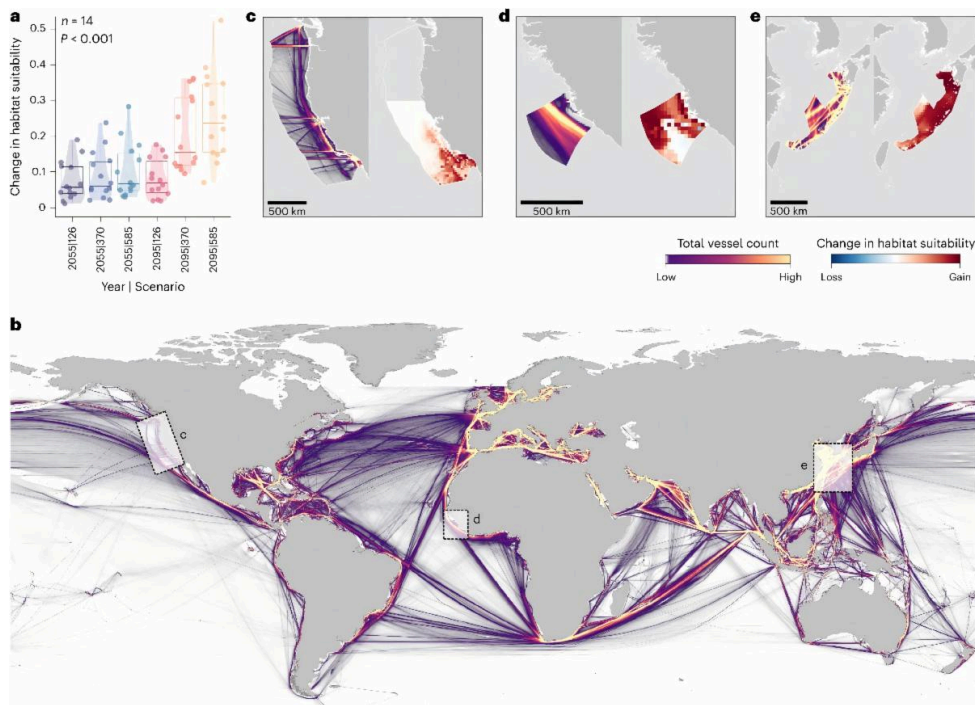 a
n = 14
P < 0.001
0.5
0.4
0.3
0.2
0.1
0
Change in habitat suitability
2055|126
2055|370
2055|585
2095|126
2095|370
2095|585
Year | Scenario
c
500 km
d
500 km
e
500 km
Total vessel count
Low
High
Change in habitat suitability
Loss
Gain
b
c
d
e